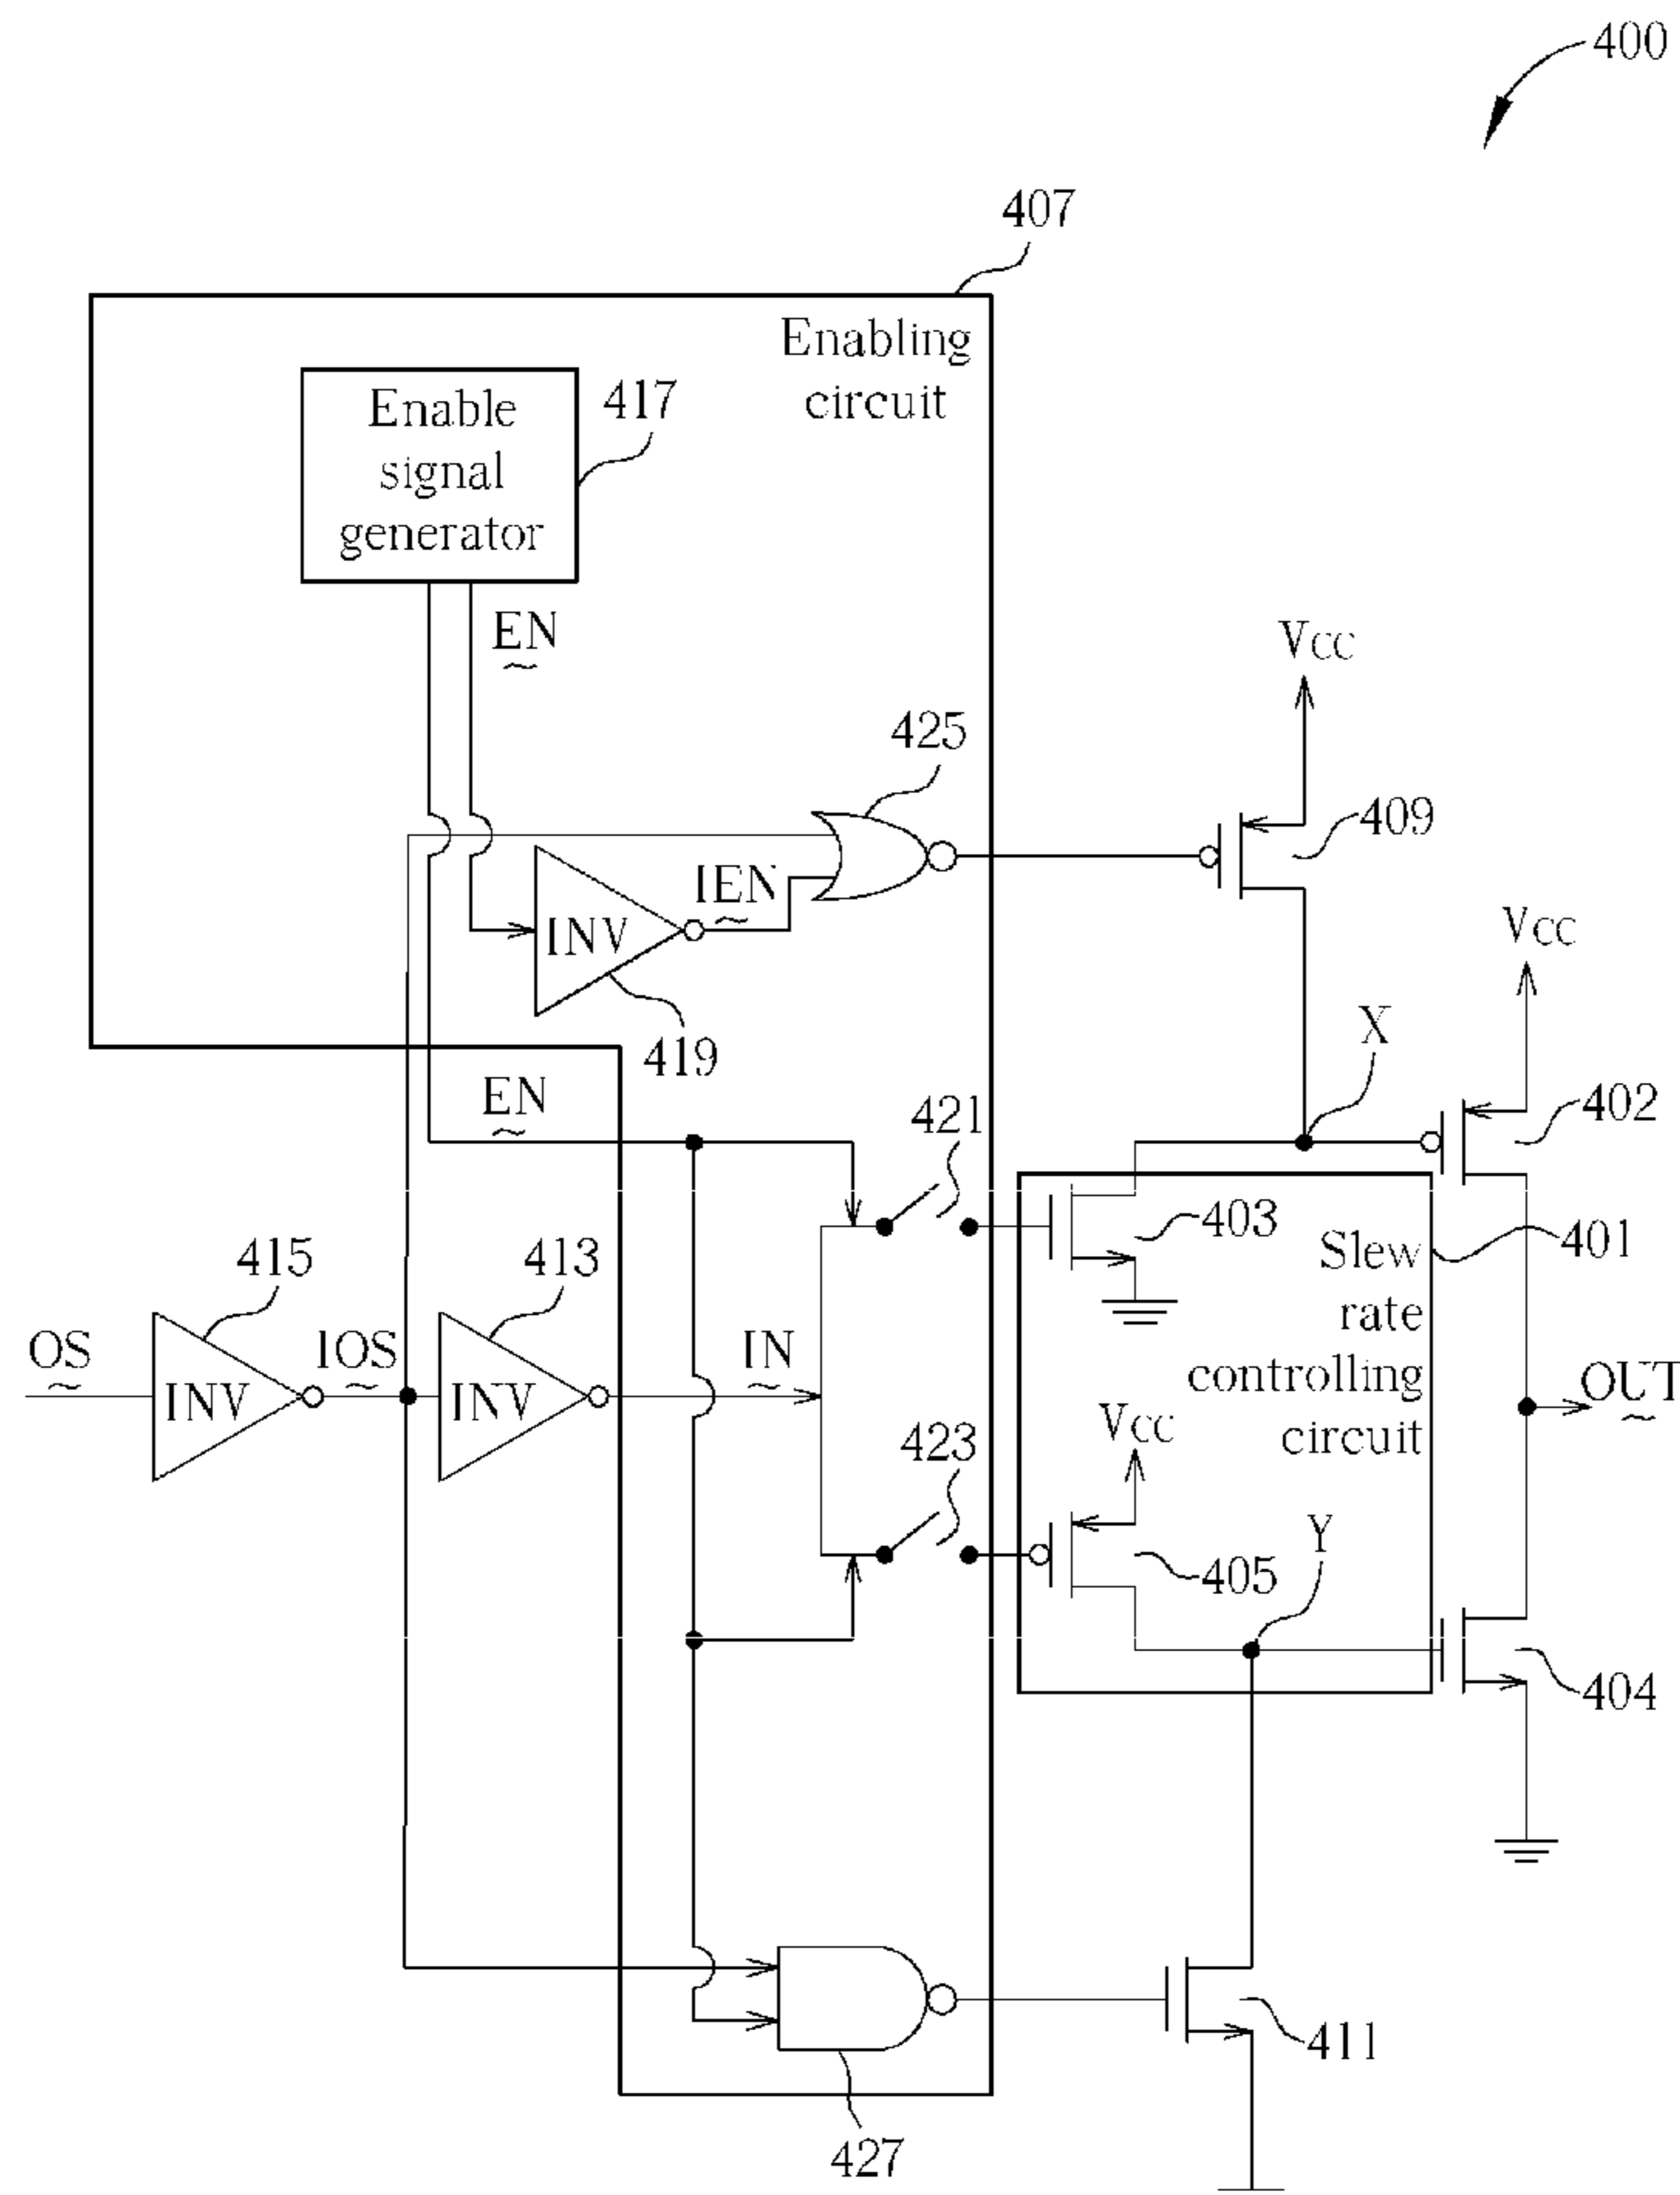 400
407
Enabling
circuit
Enable
signal
generator
417
EN
425
IEN
INV
419
Vcc
409
Vcc
X
402
EN
421
403
Slew
rate
controlling
circuit
401
415
413
OS
INV
IOS
INV
IN
OUT
423
Vcc
405
Y
404
411
427